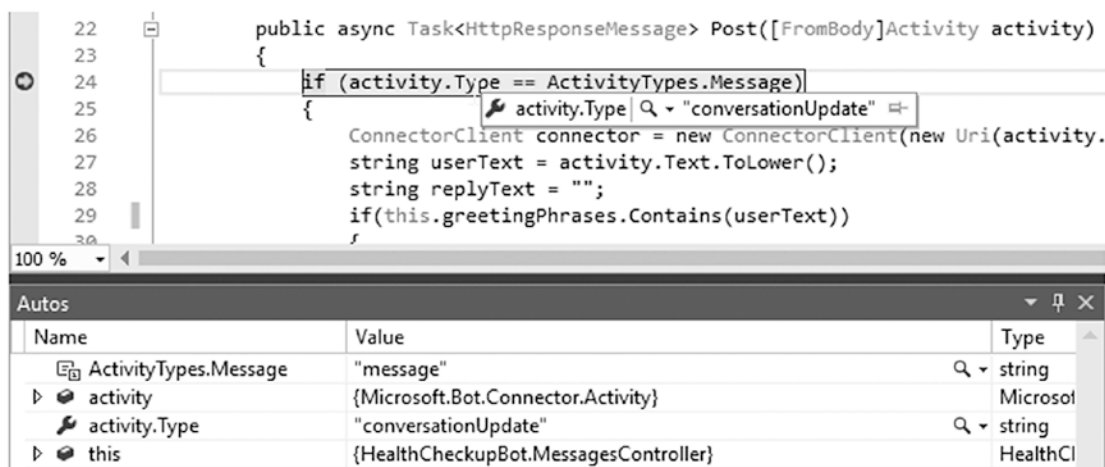 22 public async Task<HttpResponseMessage> Post([FromBody]Activity activity)
23 {
24 if (activity.Type == ActivityTypes.Message)
activity.Type "conversationUpdate"
25 {
26 ConnectorClient connector = new ConnectorClient(new Uri(activity.
27 string userText = activity.Text.ToLower();
28 string replyText = "";
29 if(this.greetingPhrases.Contains(userText))
30 {
100 %
Autos
Name Value Type
ActivityTypes.Message "message" string
activity {Microsoft.Bot.Connector.Activity} Microsof
activity.Type "conversationUpdate" string
this {HealthCheckupBot.MessagesController} HealthCl